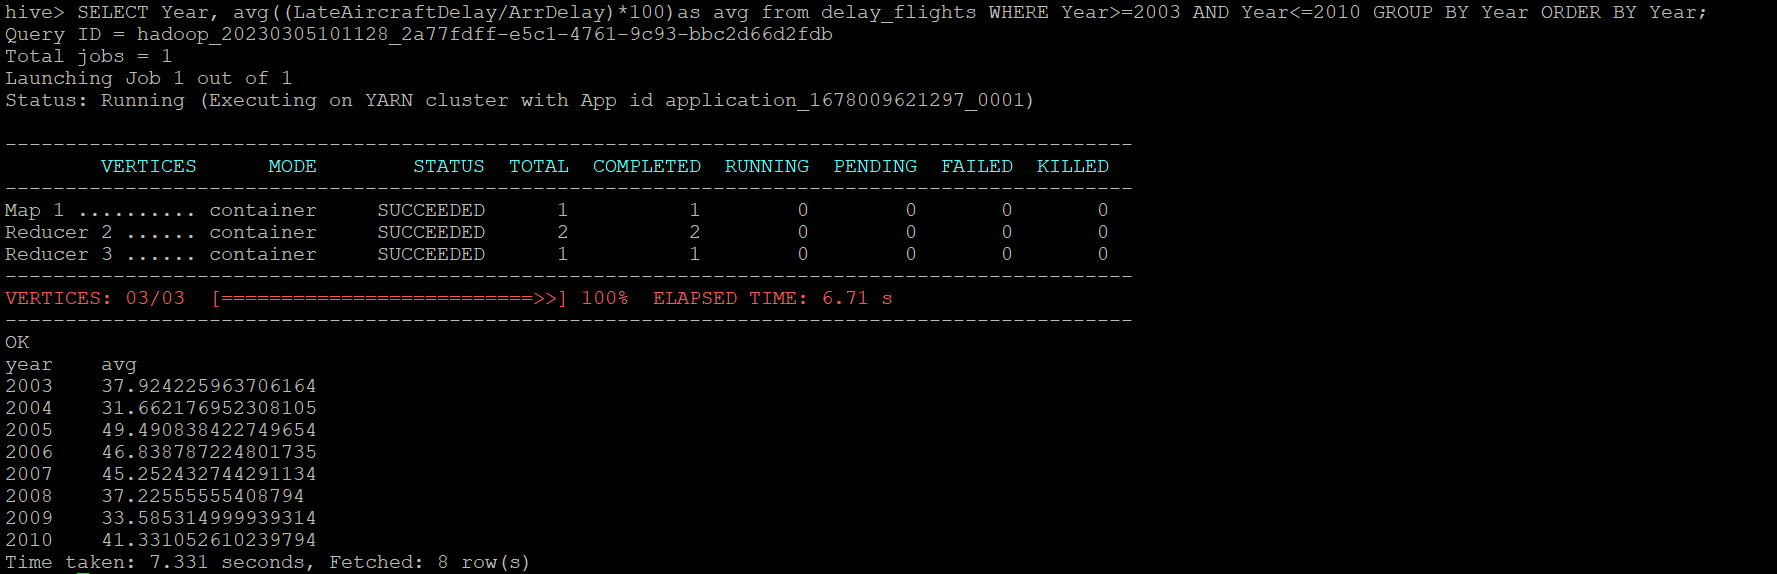 hive> SELECT Year, avg((LateAircraftDelay/ArrDelay)*100)as avg from delay_flights WHERE Year>=2003 AND Year<=2010 GROUP BY Year ORDER BY Year;
Query ID = hadoop_20230305101128_2a77fdff-e5c1-4761-9c93-bbc2d66d2fdb
Total jobs = 1
Launching Job 1 out of 1
Status: Running (Executing on YARN cluster with App id application_1678009621297_0001)
----------------------------------------------------------------------------------------------
VERTICES MODE STATUS TOTAL COMPLETED RUNNING PENDING FAILED KILLED
----------------------------------------------------------------------------------------------
Map 1 .......... container SUCCEEDED 1 1 0 0 0 0
Reducer 2 ...... container SUCCEEDED 2 2 0 0 0 0
Reducer 3 ...... container SUCCEEDED 1 1 0 0 0 0
----------------------------------------------------------------------------------------------
VERTICES: 03/03 [==========================>>] 100% ELAPSED TIME: 6.71 s
----------------------------------------------------------------------------------------------
OK
year avg
2003 37.924225963706164
2004 31.662176952308105
2005 49.490838422749654
2006 46.838787224801735
2007 45.252432744291134
2008 37.22555555408794
2009 33.585314999939314
2010 41.331052610239794
Time taken: 7.331 seconds, Fetched: 8 row(s)